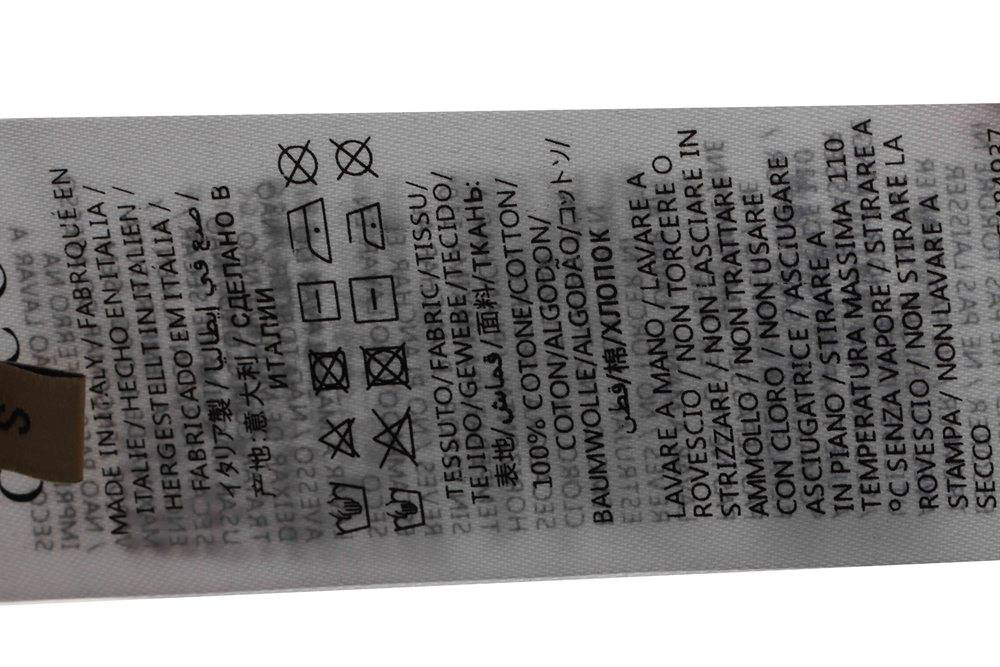 S
MADE IN ITALY / FABRIQUÉ EN
ITALIE / HECHO EN ITALIA /
HERGESTELLT IN ITALIEN /
FABRICADO EM ITÁLIA /
イタリア製 / صنع في إيطاليا /
产地:意大利 / СДЕЛАНО В
ИТАЛИИ
TESSUTO/FABRIC/TISSU/
TEJIDO/GEWEBE/TECIDO/
表地/قماش/面料/ТКАНЬ:
100% COTONE/COTTON/
COTON/ALGODON/
BAUMWOLLE/ALGODÃO/コットン/
قطن/棉/ХЛОПОК
LAVARE A MANO / LAVARE A
ROVESCIO / NON TORCERE O
STRIZZARE / NON LASCIARE IN
AMMOLLO / NON TRATTARE
CON CLORO / NON USARE
ASCIUGATRICE / ASCIUGARE
IN PIANO / STIRARE A
TEMPERATURA MASSIMA 110
°C SENZA VAPORE / STIRARE A
ROVESCIO / NON STIRARE LA
STAMPA / NON LAVARE A
SECCO